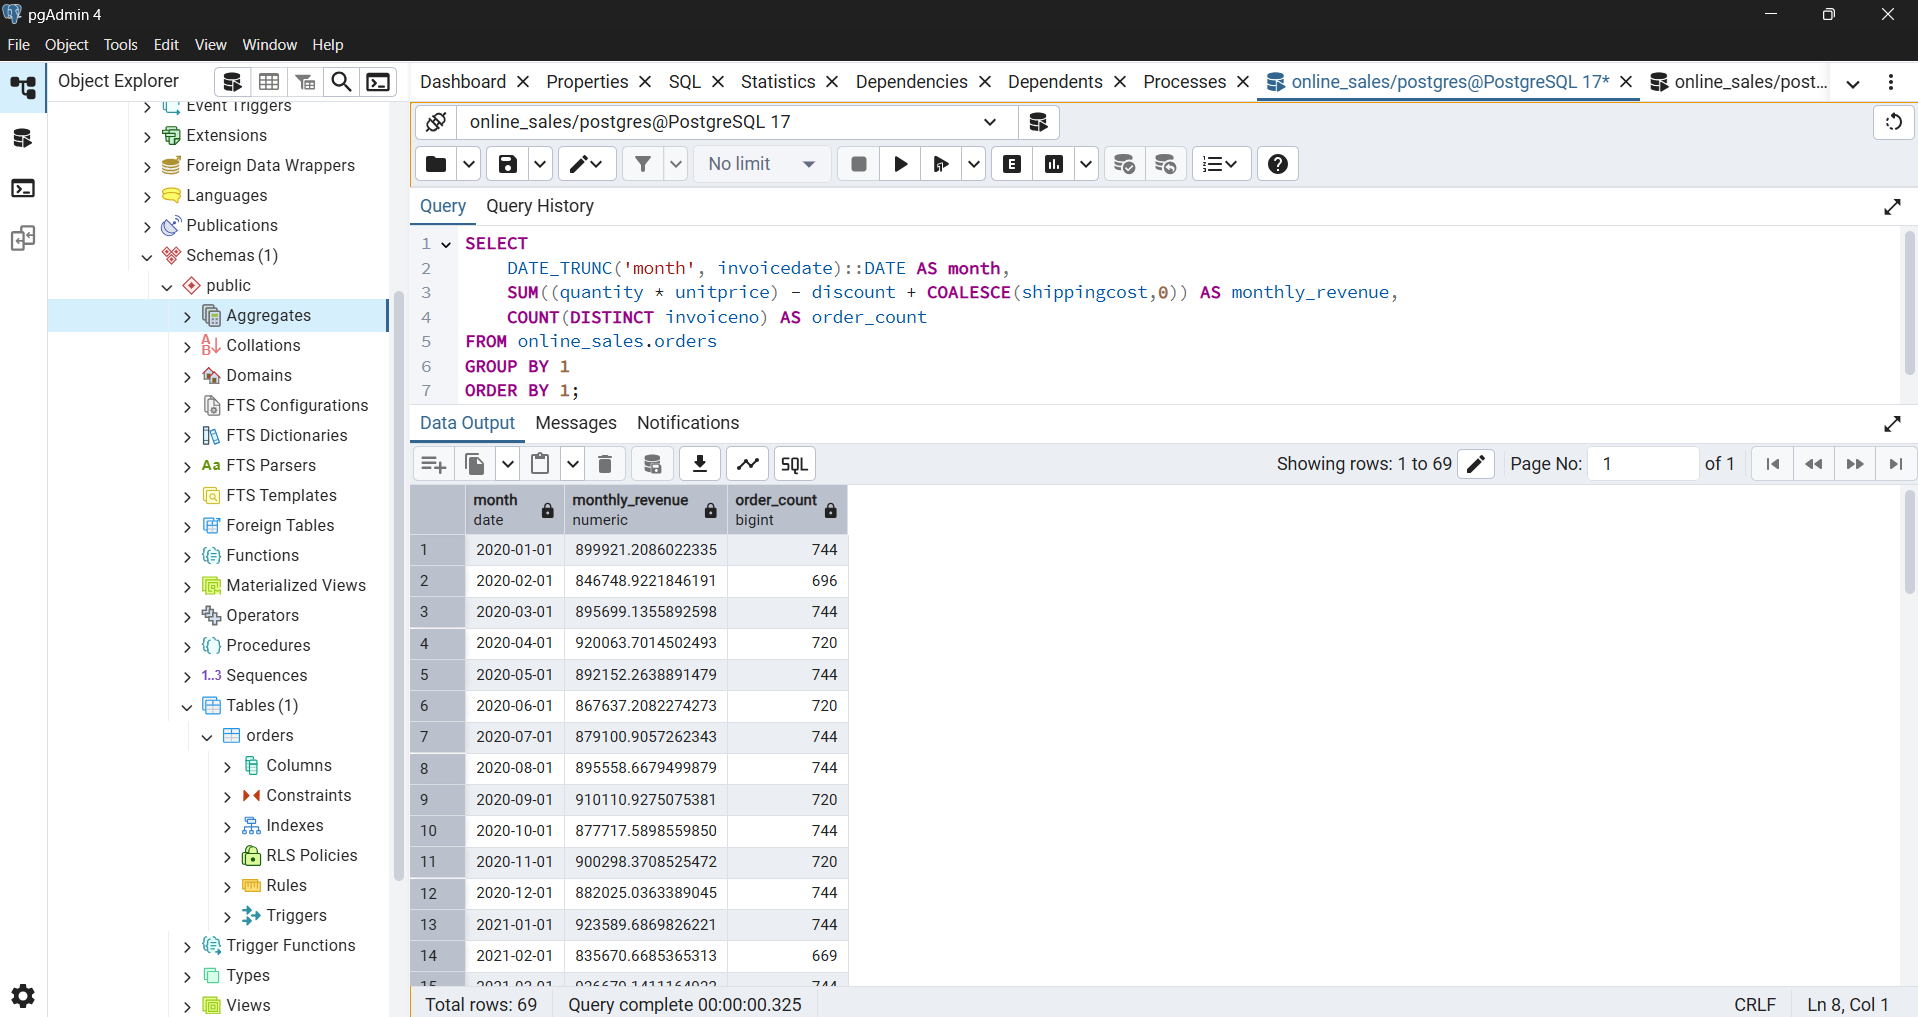 pgAdmin 4
File Object Tools Edit View Window Help
Object Explorer
Dashboard Properties SQL Statistics Dependencies Dependents Processes online_sales/postgres@PostgreSQL 17* online_sales/post...
Event Triggers
Extensions
Foreign Data Wrappers
Languages
Publications
Schemas (1)
public
Aggregates
Collations
Domains
FTS Configurations
FTS Dictionaries
Aa FTS Parsers
FTS Templates
Foreign Tables
Functions
Materialized Views
Operators
Procedures
1..3 Sequences
Tables (1)
orders
Columns
Constraints
Indexes
RLS Policies
Rules
Triggers
Trigger Functions
Types
Views
online_sales/postgres@PostgreSQL 17
No limit
E
Query Query History
1 SELECT
2 DATE_TRUNC('month', invoicedate)::DATE AS month,
3 SUM((quantity * unitprice) - discount + COALESCE(shippingcost,0)) AS monthly_revenue,
4 COUNT(DISTINCT invoiceno) AS order_count
5 FROM online_sales.orders
6 GROUP BY 1
7 ORDER BY 1;
Data Output Messages Notifications
SQL Showing rows: 1 to 69 Page No: 1 of 1
month monthly_revenue order_count
date numeric bigint
1 2020-01-01 899921.2086022335 744
2 2020-02-01 846748.9221846191 696
3 2020-03-01 895699.1355892598 744
4 2020-04-01 920063.7014502493 720
5 2020-05-01 892152.2638891479 744
6 2020-06-01 867637.2082274273 720
7 2020-07-01 879100.9057262343 744
8 2020-08-01 895558.6679499879 744
9 2020-09-01 910110.9275075381 720
10 2020-10-01 877717.5898559850 744
11 2020-11-01 900298.3708525472 720
12 2020-12-01 882025.0363389045 744
13 2021-01-01 923589.6869826221 744
14 2021-02-01 835670.6685365313 669
15 2021-03-01 744
Total rows: 69 Query complete 00:00:00.325 CRLF Ln 8, Col 1